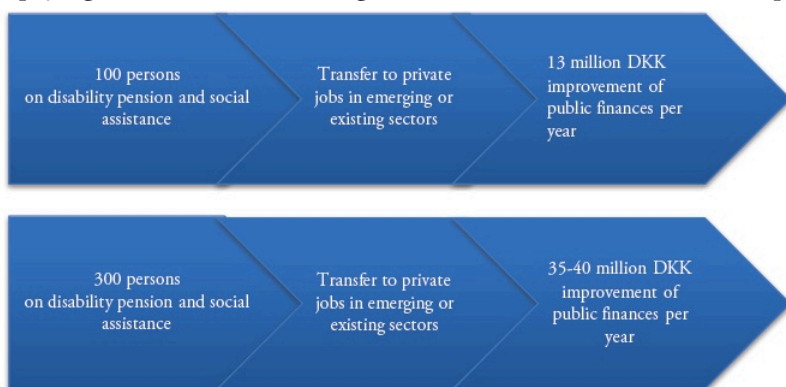 100 persons
on disability pension and social
assistance
Transfer to private
jobs in emerging or
existing sectors
13 million DKK
improvement of
public finances per
year
300 persons
on disability pension and social
assistance
Transfer to private
jobs in emerging or
existing sectors
35-40 million DKK
improvement of
public finances per
year